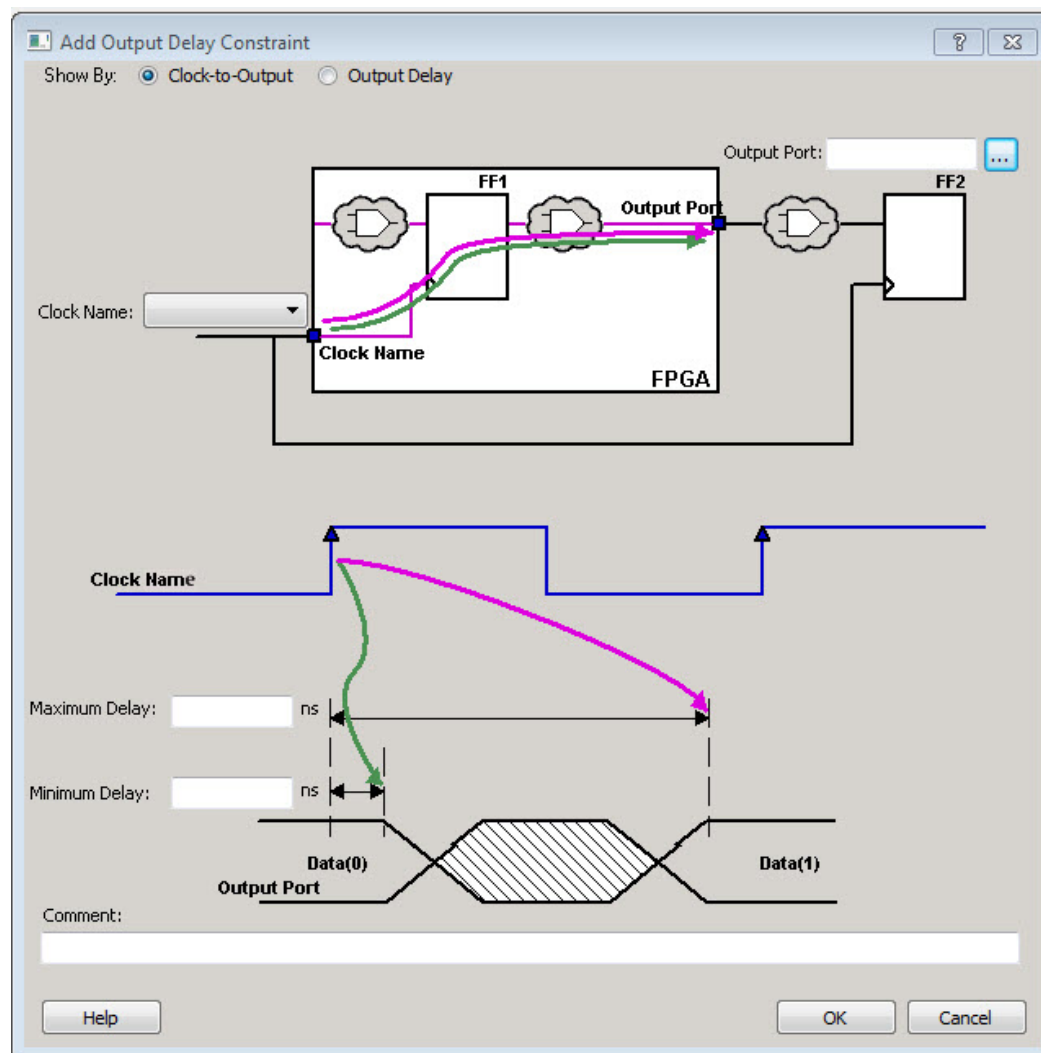 Add Output Delay Constraint
Show By: Clock-to-Output Output Delay
Output Port: ...
FF1 FF2
Output Port
Clock Name:
Clock Name
FPGA
Clock Name
Maximum Delay: ns
Minimum Delay: ns
Data(0) Data(1)
Output Port
Comment:
Help OK Cancel